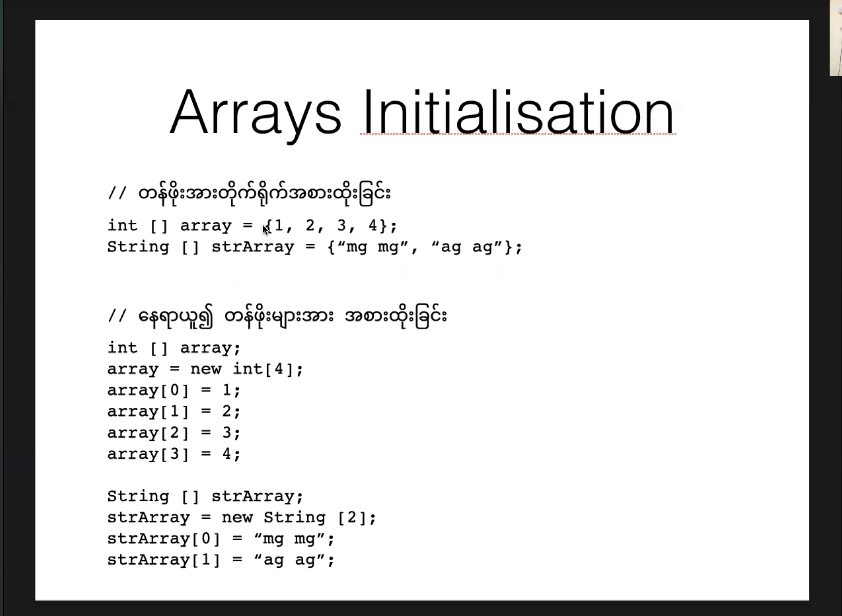 Arrays Initialisation
// တန်ဖိုးအားတိုက်ရိုက်အစားထိုးခြင်း
int [] array = {1, 2, 3, 4};
String [] strArray = {“mg mg”, “ag ag”};
// နေရာယူ၍ တန်ဖိုးများအား အစားထိုးခြင်း
int [] array;
array = new int[4];
array[0] = 1;
array[1] = 2;
array[2] = 3;
array[3] = 4;
String [] strArray;
strArray = new String [2];
strArray[0] = “mg mg”;
strArray[1] = “ag ag”;